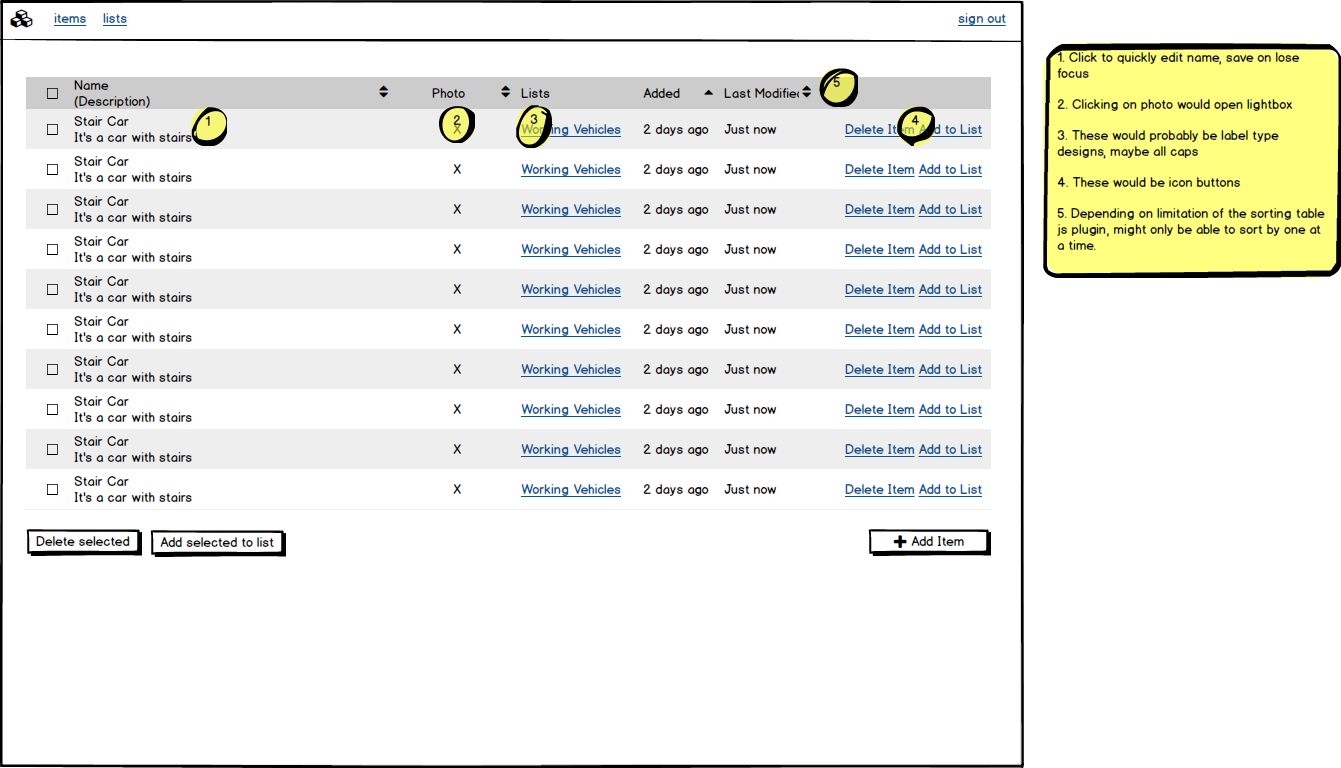 items lists sign out
Name
(Description) Photo Lists Added Last Modified
Stair Car
It's a car with stairs X Working Vehicles 2 days ago Just now Delete Item Add to List
Stair Car
It's a car with stairs X Working Vehicles 2 days ago Just now Delete Item Add to List
Stair Car
It's a car with stairs X Working Vehicles 2 days ago Just now Delete Item Add to List
Stair Car
It's a car with stairs X Working Vehicles 2 days ago Just now Delete Item Add to List
Stair Car
It's a car with stairs X Working Vehicles 2 days ago Just now Delete Item Add to List
Stair Car
It's a car with stairs X Working Vehicles 2 days ago Just now Delete Item Add to List
Stair Car
It's a car with stairs X Working Vehicles 2 days ago Just now Delete Item Add to List
Stair Car
It's a car with stairs X Working Vehicles 2 days ago Just now Delete Item Add to List
Stair Car
It's a car with stairs X Working Vehicles 2 days ago Just now Delete Item Add to List
Stair Car
It's a car with stairs X Working Vehicles 2 days ago Just now Delete Item Add to List
Delete selected Add selected to list Add Item
1
2
3
4
5
1. Click to quickly edit name, save on lose
focus
2. Clicking on photo would open lightbox
3. These would probably be label type
designs, maybe all caps
4. These would be icon buttons
5. Depending on limitation of the sorting table
js plugin, might only be able to sort by one at
a time.